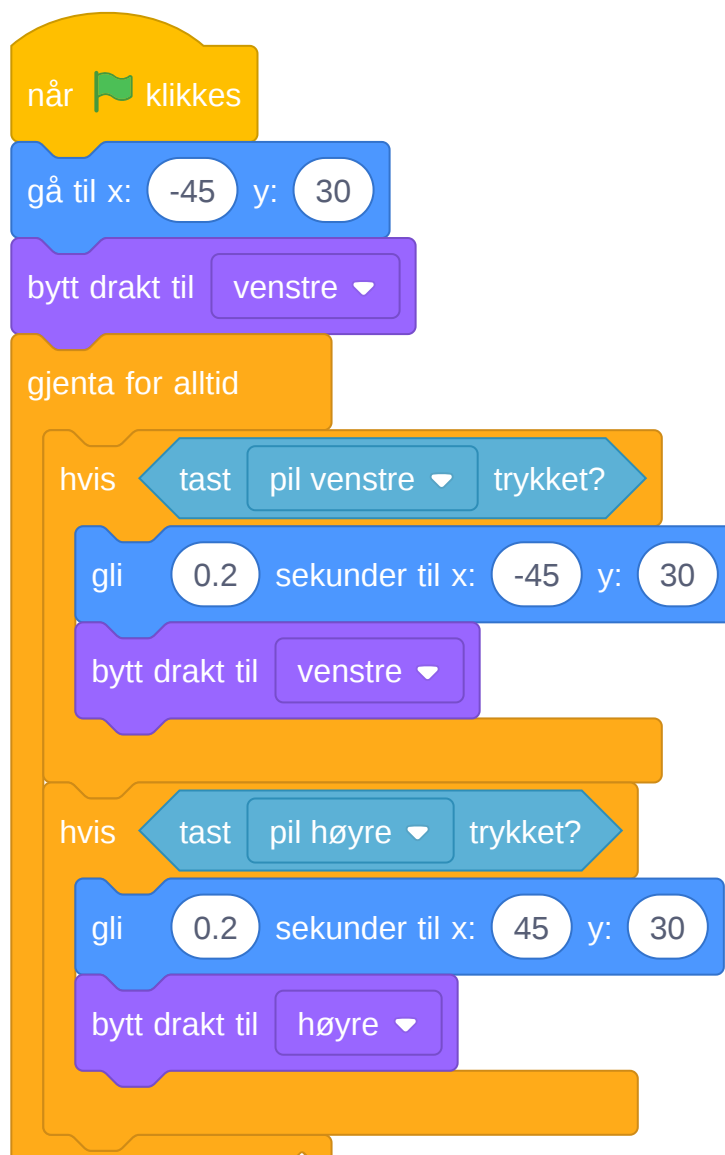 når klikkes
gå til x: -45 y: 30
bytt drakt til venstre
gjenta for alltid
hvis tast pil venstre trykket?
gli 0.2 sekunder til x: -45 y: 30
bytt drakt til venstre
hvis tast pil høyre trykket?
gli 0.2 sekunder til x: 45 y: 30
bytt drakt til høyre